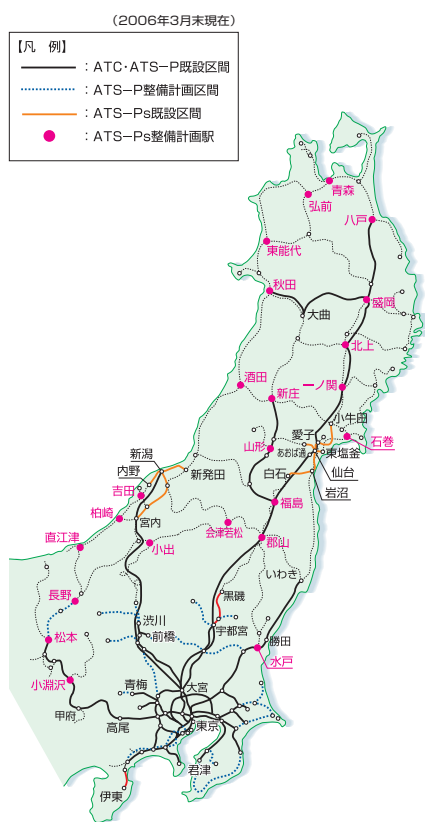 (2006年3月末現在)
【凡　例】
：ATC・ATS－P既設区間
：ATS－P整備計画区間
：ATS－Ps既設区間
：ATS－Ps整備計画駅
青森
弘前
八戸
東能代
秋田
盛岡
大曲
北上
酒田
新庄
一ノ関
小牛田
愛子
石巻
あおば通
東塩釜
山形
新潟
仙台
内野
新発田
白石
岩沼
吉田
福島
柏崎
宮内
会津若松
直江津
小出
郡山
いわき
長野
黒磯
渋川
宇都宮
前橋
勝田
松本
水戸
小淵沢
青梅
大宮
甲府
高尾
東京
君津
伊東